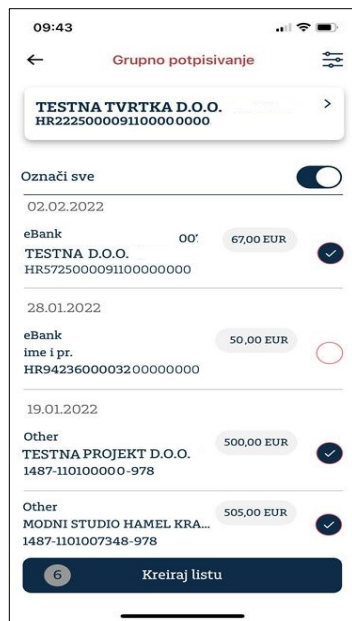 09:43
Grupno potpisivanje
TESTNA TVRTKA D.O.O.
HR2225000091100000000
Označi sve
02.02.2022
eBank 00
67,00 EUR
TESTNA D.O.O.
HR5725000091100000000
28.01.2022
eBank
50,00 EUR
ime i pr.
HR9423600003200000000
19.01.2022
Other
500,00 EUR
TESTNA PROJEKT D.O.O.
1487-110100000-978
Other
505,00 EUR
MODNI STUDIO HAMEL KRA...
1487-1101007348-978
6 Kreiraj listu